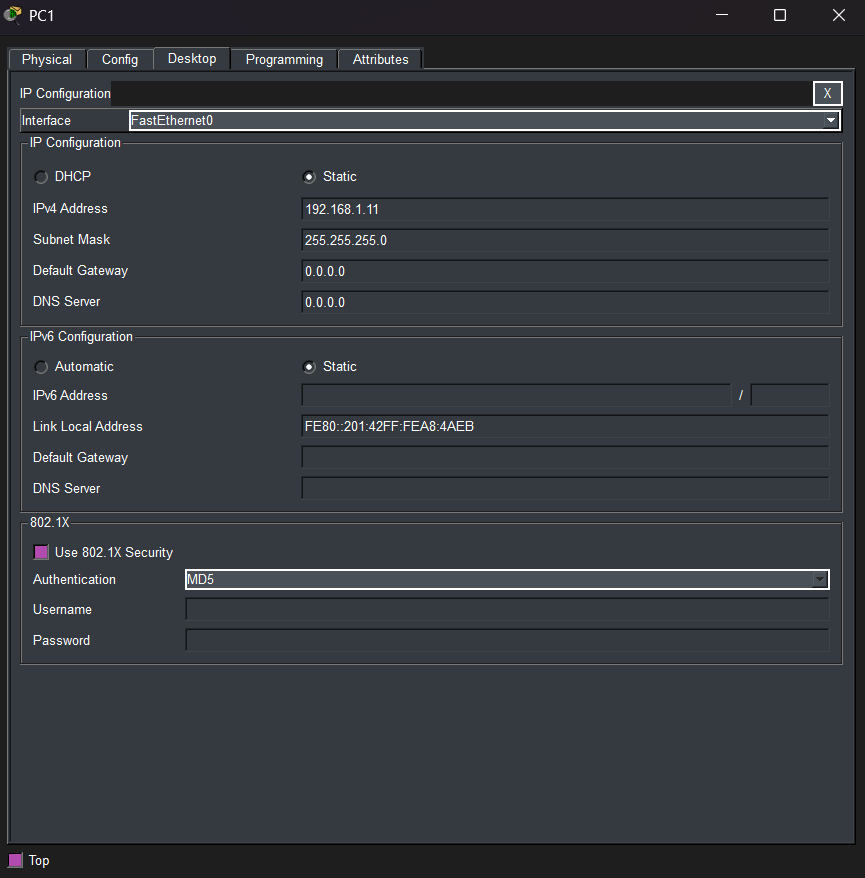 PC1
Physical Config Desktop Programming Attributes
IP Configuration X
Interface FastEthernet0
IP Configuration
DHCP Static
IPv4 Address 192.168.1.11
Subnet Mask 255.255.255.0
Default Gateway 0.0.0.0
DNS Server 0.0.0.0
IPv6 Configuration
Automatic Static
IPv6 Address /
Link Local Address FE80::201:42FF:FEA8:4AEB
Default Gateway
DNS Server
802.1X
Use 802.1X Security
Authentication MD5
Username
Password
Top